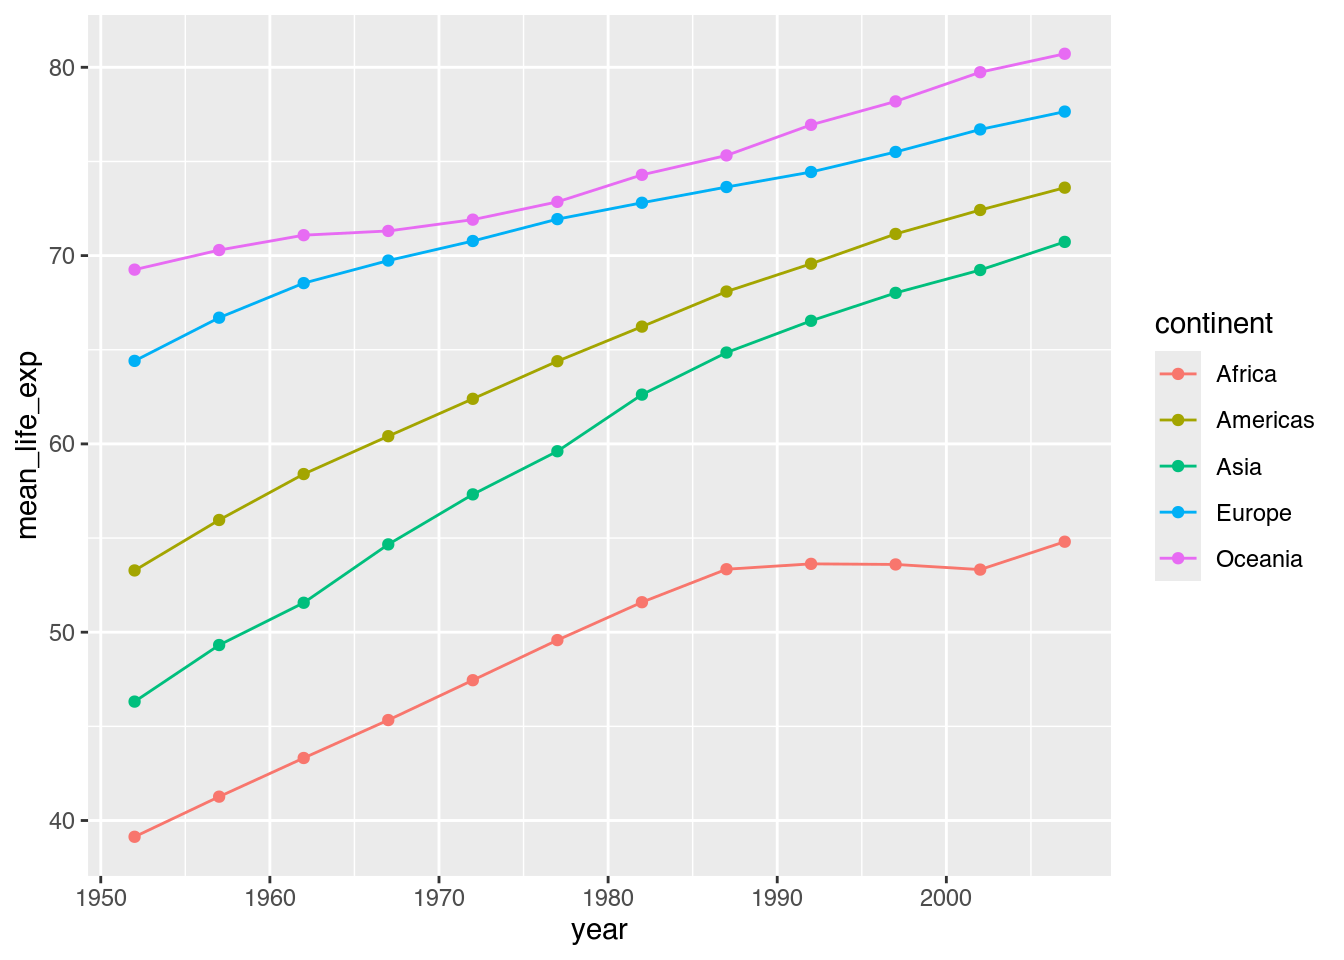 80
70
60
50
40
mean_life_exp
1950 1960 1970 1980 1990 2000
year
continent
Africa
Americas
Asia
Europe
Oceania